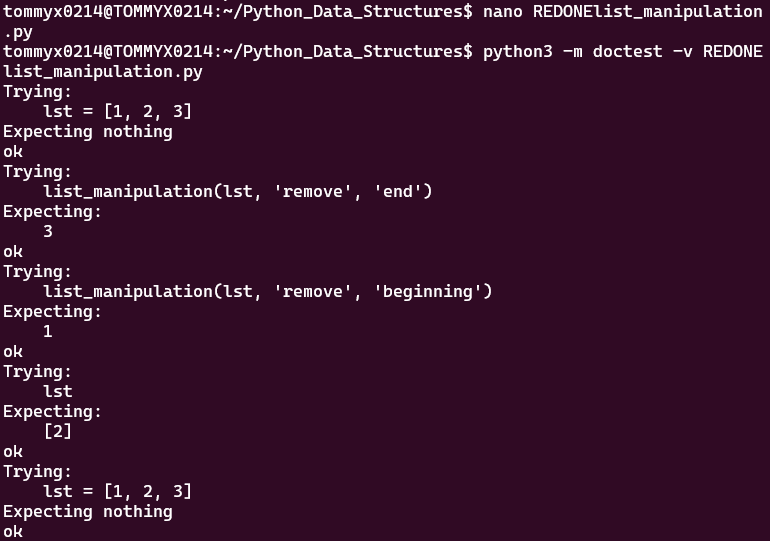 tommyx0214@TOMMYX0214:~/Python_Data_Structures$ nano REDONElist_manipulation
.py
tommyx0214@TOMMYX0214:~/Python_Data_Structures$ python3 -m doctest -v REDONE
list_manipulation.py
Trying:
    lst = [1, 2, 3]
Expecting nothing
ok
Trying:
    list_manipulation(lst, 'remove', 'end')
Expecting:
    3
ok
Trying:
    list_manipulation(lst, 'remove', 'beginning')
Expecting:
    1
ok
Trying:
    lst
Expecting:
    [2]
ok
Trying:
    lst = [1, 2, 3]
Expecting nothing
ok